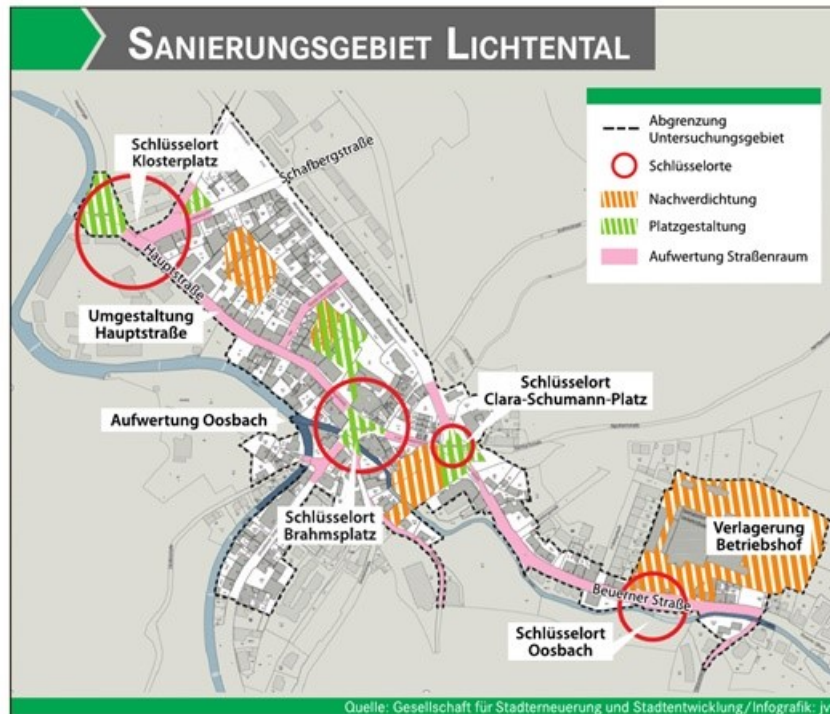 SANIERUNGSGEBIET LICHTENTAL
Abgrenzung
Untersuchungsgebiet
Schlüsselorte
Nachverdichtung
Platzgestaltung
Aufwertung Straßenraum
Schlüsselort
Klosterplatz
Schafbergstraße
Hauptstraße
Umgestaltung
Hauptstraße
Schlüsselort
Clara-Schumann-Platz
Aufwertung Oosbach
Schlüsselort
Brahmsplatz
Verlagerung
Betriebshof
Beuerner Straße
Schlüsselort
Oosbach
Quelle: Gesellschaft für Stadterneuerung und Stadtentwicklung/Infografik: jv